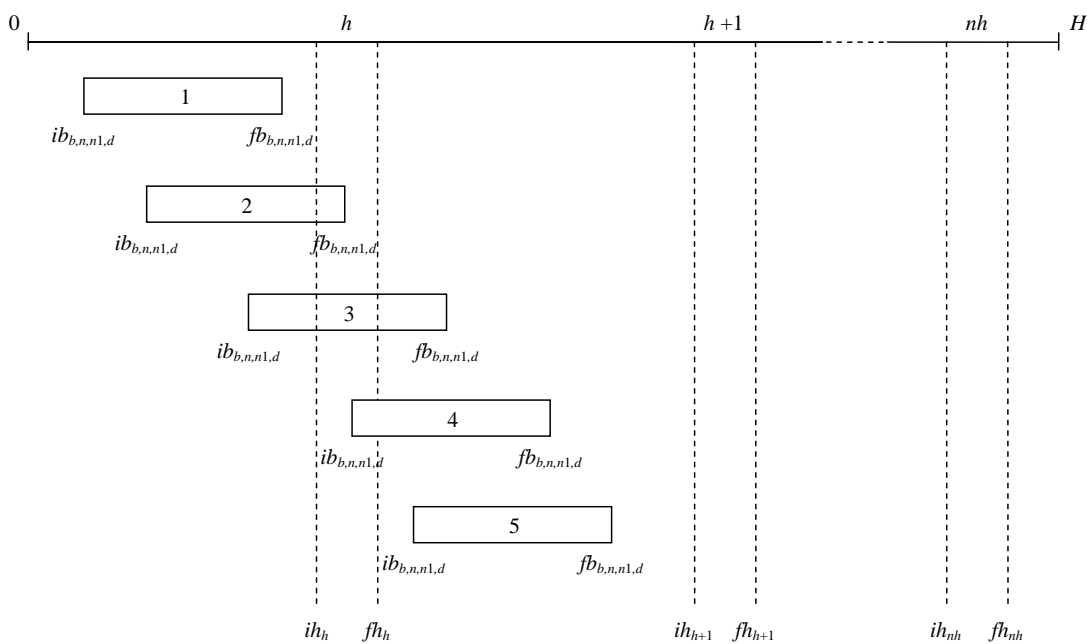 0 h h+1 nh H
1
ib_{b,n,n1,d} fb_{b,n,n1,d}
2
ib_{b,n,n1,d} fb_{b,n,n1,d}
3
ib_{b,n,n1,d} fb_{b,n,n1,d}
4
ib_{b,n,n1,d} fb_{b,n,n1,d}
5
ib_{b,n,n1,d} fb_{b,n,n1,d}
ih_h fh_h ih_{h+1} fh_{h+1} ih_{nh} fh_{nh}